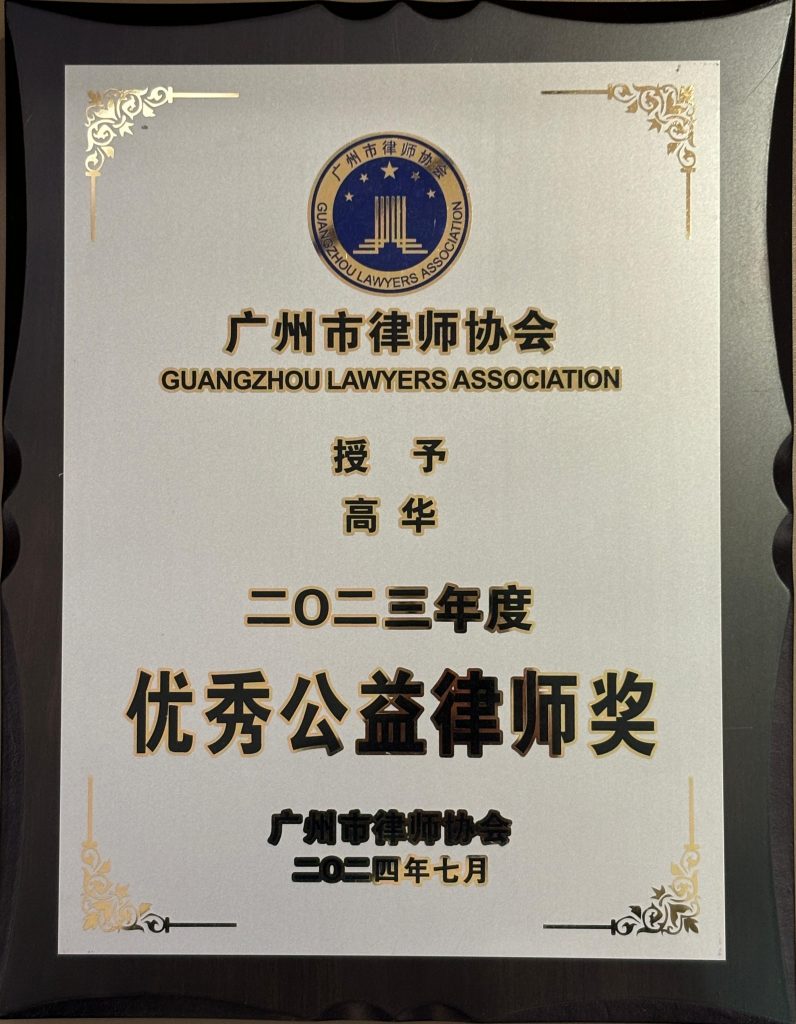 广州市律师协会
GUANGZHOU LAWYERS ASSOCIATION
广州市律师协会
GUANGZHOU LAWYERS ASSOCIATION
授 予
高 华
二O二三年度
优秀公益律师奖
广州市律师协会
二O二四年七月